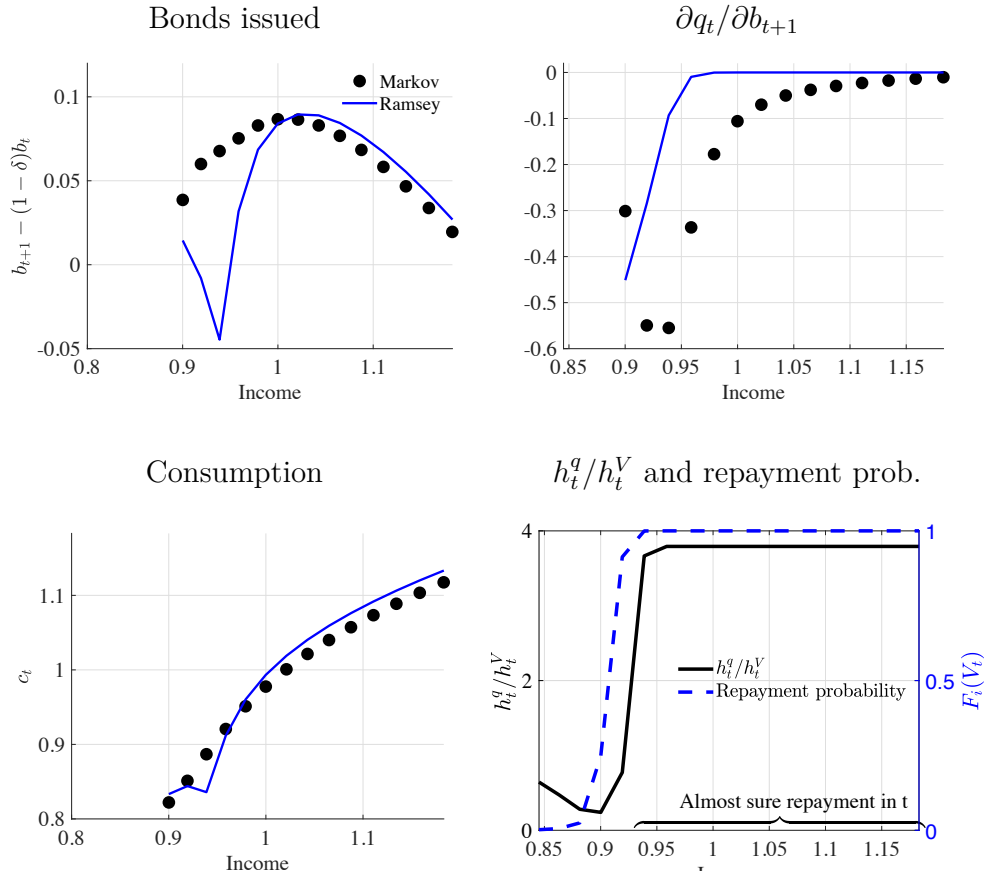 Bonds issued
0.1
0.05
0
-0.05
0.8
0.9
1
1.1
Income
b_{t+1} − (1 − δ)b_t
Markov
Ramsey
∂q_t/∂b_{t+1}
0
-0.1
-0.2
-0.3
-0.4
-0.5
-0.6
0.85
0.9
0.95
1
1.05
1.1
1.15
Income
Consumption
1.1
1
0.9
0.8
0.8
0.9
1
1.1
Income
c_t
h_t^q/h_t^V and repayment prob.
4
2
0
h_t^q/h_t^V
1
0.5
0
F_i(V_t)
h_t^q/h_t^V
Repayment probability
Almost sure repayment in t
0.85
0.9
0.95
1
1.05
1.1
1.15